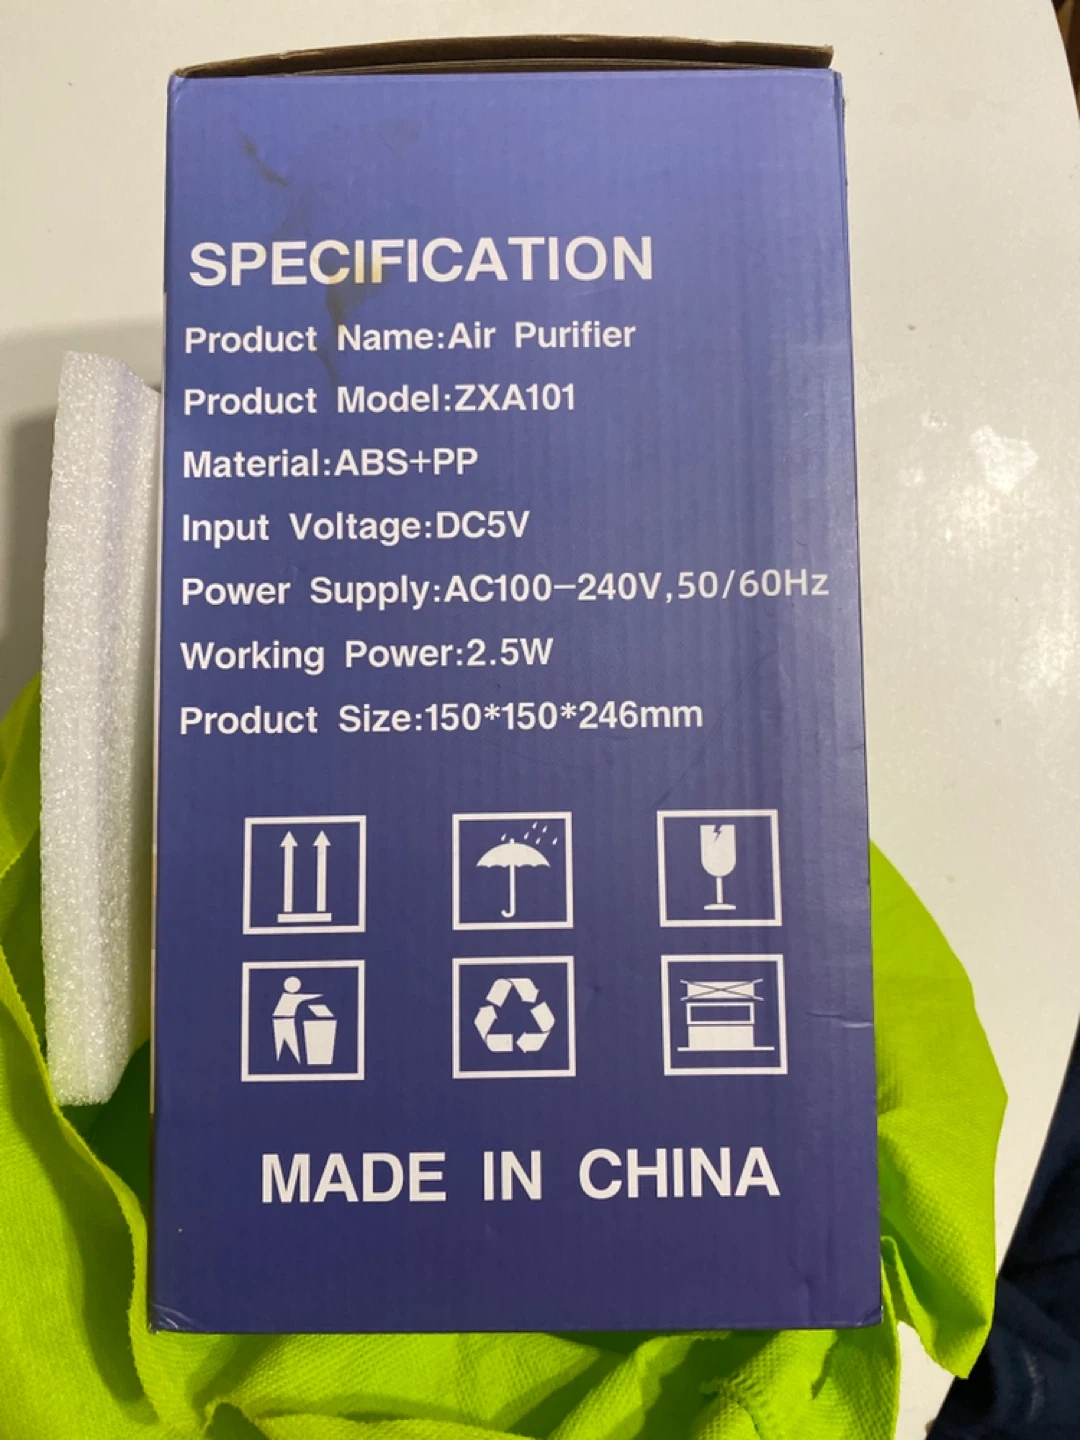 SPECIFICATION
Product Name:Air Purifier
Product Model:ZXA101
Material:ABS+PP
Input Voltage:DC5V
Power Supply:AC100-240V,50/60Hz
Working Power:2.5W
Product Size:150*150*246mm
MADE IN CHINA